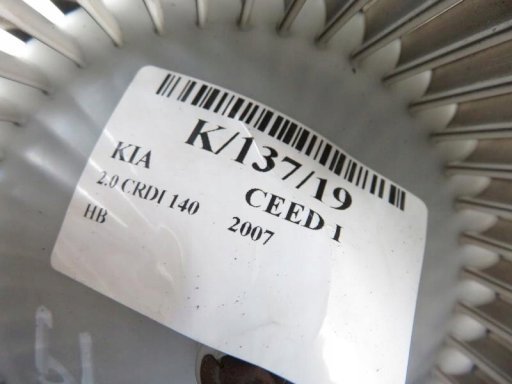 K/137/19
KIA CEED I
2.0 CRDI 140 2007
HB